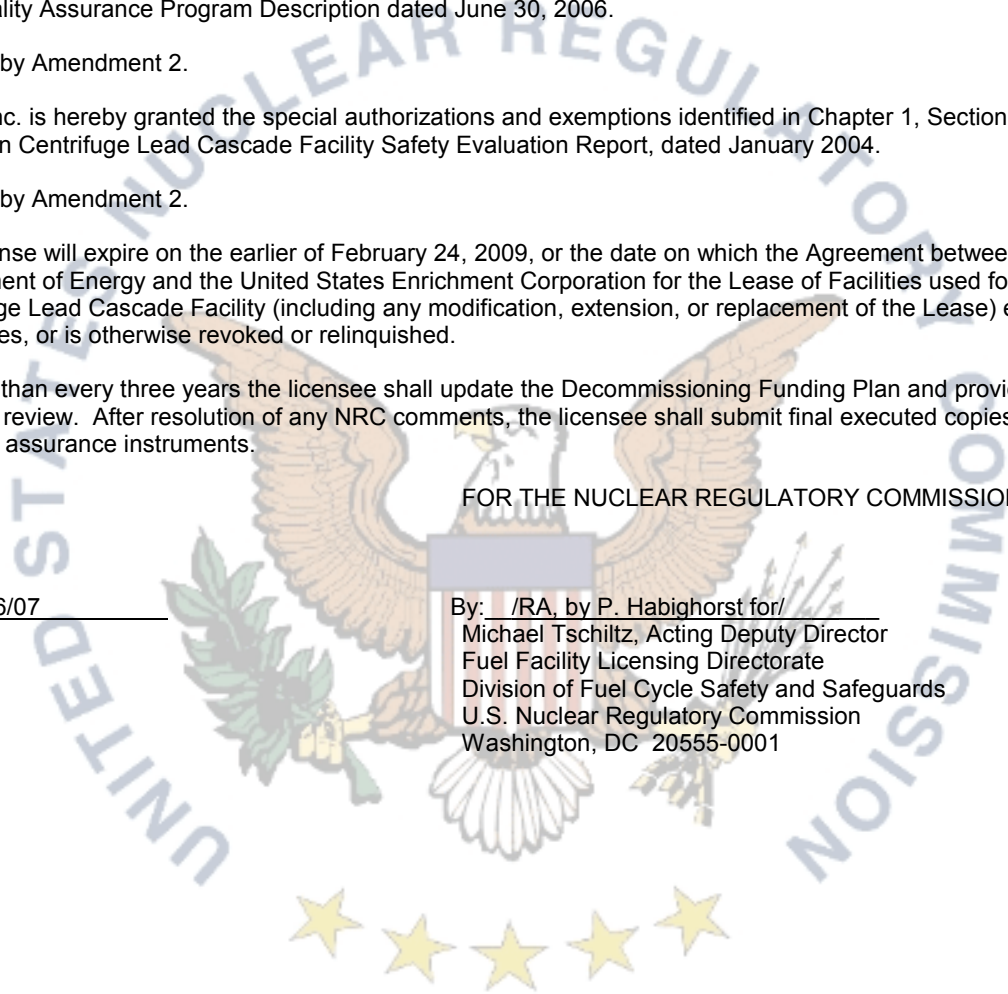 ality Assurance Program Description dated June 30, 2006.
by Amendment 2.
nc. is hereby granted the special authorizations and exemptions identified in Chapter 1, Section
n Centrifuge Lead Cascade Facility Safety Evaluation Report, dated January 2004.
by Amendment 2.
nse will expire on the earlier of February 24, 2009, or the date on which the Agreement betwee
ment of Energy and the United States Enrichment Corporation for the Lease of Facilities used fo
ge Lead Cascade Facility (including any modification, extension, or replacement of the Lease) e
es, or is otherwise revoked or relinquished.
than every three years the licensee shall update the Decommissioning Funding Plan and provi
review. After resolution of any NRC comments, the licensee shall submit final executed copies
assurance instruments.
FOR THE NUCLEAR REGULATORY COMMISSION
6/07
By: /RA, by P. Habighorst for/
Michael Tschiltz, Acting Deputy Director
Fuel Facility Licensing Directorate
Division of Fuel Cycle Safety and Safeguards
U.S. Nuclear Regulatory Commission
Washington, DC 20555-0001
UNITED STATES NUCLEAR REGULATORY COMMISSION